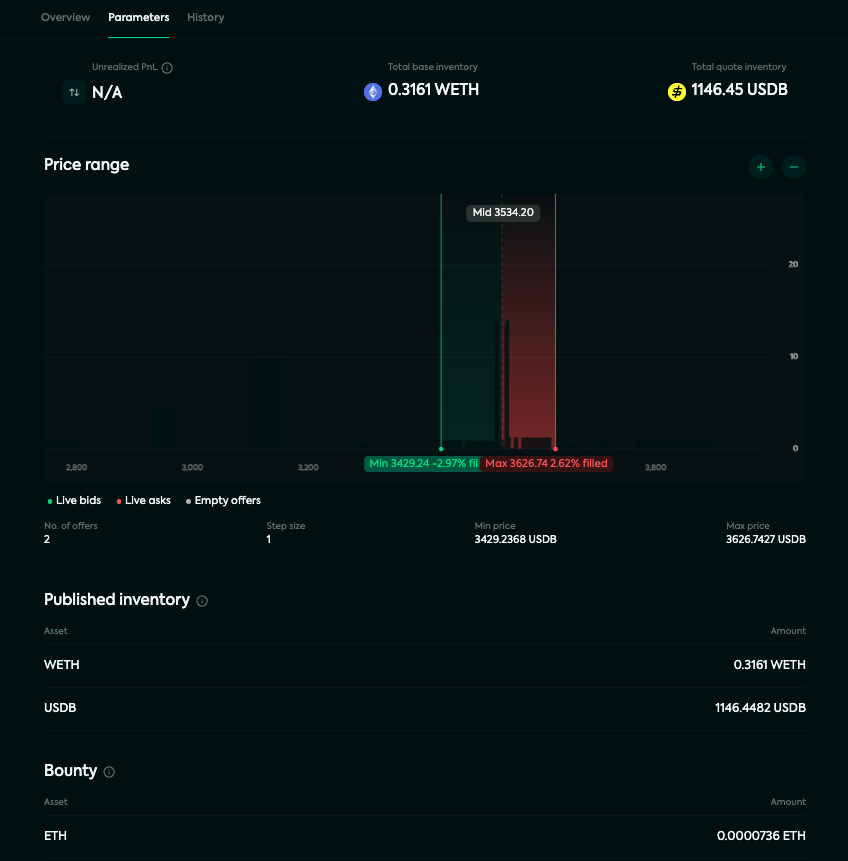 Overview Parameters History
Unrealized PnL Total base inventory Total quote inventory
N/A 0.3161 WETH 1146.45 USDB
Price range
+ −
Mid 3534.20
20
10
0
2,800 3,000 3,200 3,800
Min 3429.24 -2.97% fil Max 3626.74 2.62% filled
Live bids Live asks Empty offers
No. of offers Step size Min price Max price
2 1 3429.2368 USDB 3626.7427 USDB
Published inventory
Asset Amount
WETH 0.3161 WETH
USDB 1146.4482 USDB
Bounty
Asset Amount
ETH 0.0000736 ETH